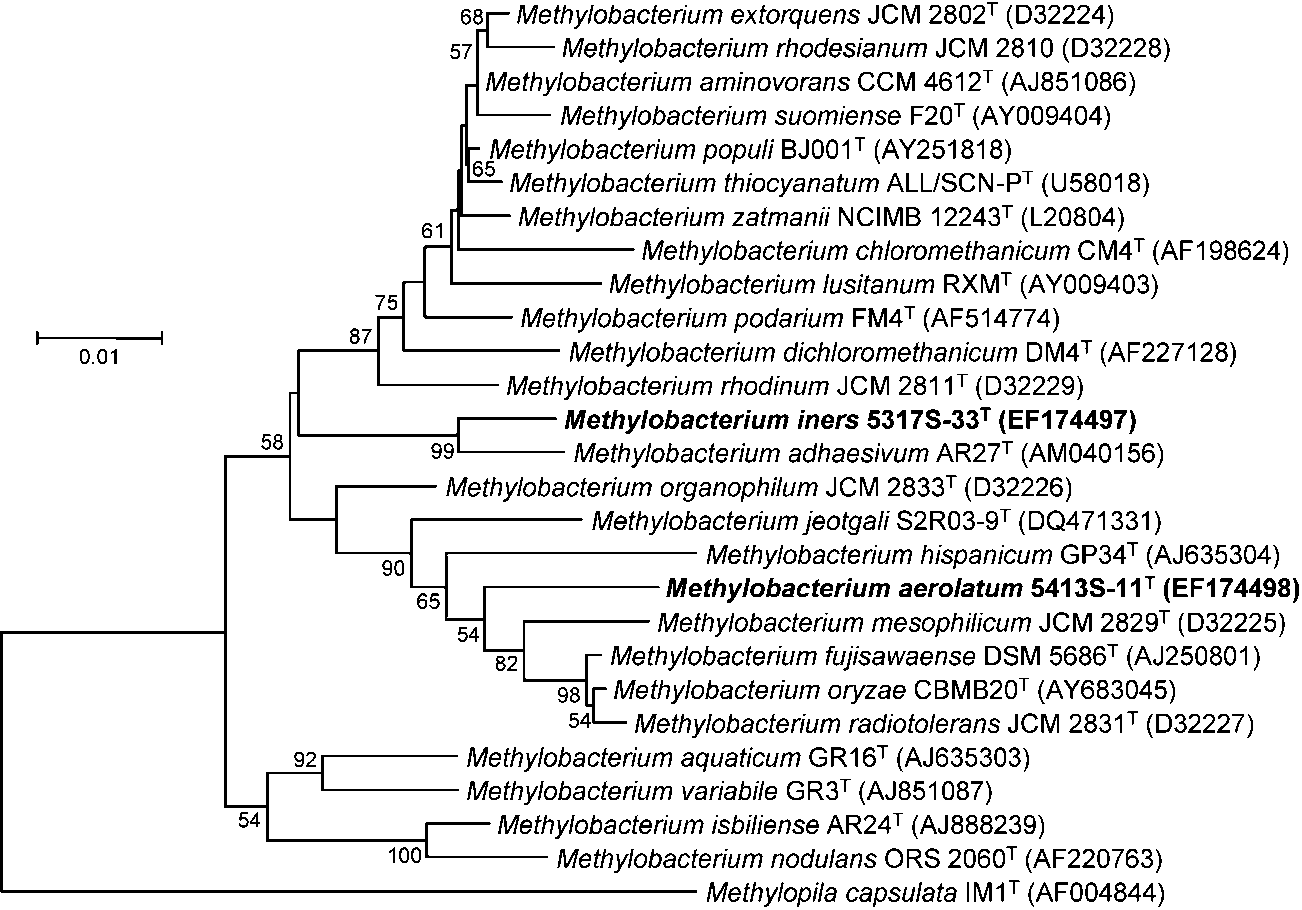 68 Methylobacterium extorquens JCM 2802ᵀ (D32224)
57 Methylobacterium rhodesianum JCM 2810 (D32228)
Methylobacterium aminovorans CCM 4612ᵀ (AJ851086)
Methylobacterium suomiense F20ᵀ (AY009404)
Methylobacterium populi BJ001ᵀ (AY251818)
65
Methylobacterium thiocyanatum ALL/SCN-Pᵀ (U58018)
Methylobacterium zatmanii NCIMB 12243ᵀ (L20804)
61
Methylobacterium chloromethanicum CM4ᵀ (AF198624)
Methylobacterium lusitanum RXMᵀ (AY009403)
75
Methylobacterium podarium FM4ᵀ (AF514774)
87
0.01
Methylobacterium dichloromethanicum DM4ᵀ (AF227128)
Methylobacterium rhodinum JCM 2811ᵀ (D32229)
Methylobacterium iners 5317S-33ᵀ (EF174497)
58
99 Methylobacterium adhaesivum AR27ᵀ (AM040156)
Methylobacterium organophilum JCM 2833ᵀ (D32226)
Methylobacterium jeotgali S2R03-9ᵀ (DQ471331)
Methylobacterium hispanicum GP34ᵀ (AJ635304)
90
Methylobacterium aerolatum 5413S-11ᵀ (EF174498)
65
Methylobacterium mesophilicum JCM 2829ᵀ (D32225)
54
Methylobacterium fujisawaense DSM 5686ᵀ (AJ250801)
82
Methylobacterium oryzae CBMB20ᵀ (AY683045)
98
54 Methylobacterium radiotolerans JCM 2831ᵀ (D32227)
92 Methylobacterium aquaticum GR16ᵀ (AJ635303)
Methylobacterium variabile GR3ᵀ (AJ851087)
54 Methylobacterium isbiliense AR24ᵀ (AJ888239)
100 Methylobacterium nodulans ORS 2060ᵀ (AF220763)
Methylopila capsulata IM1ᵀ (AF004844)